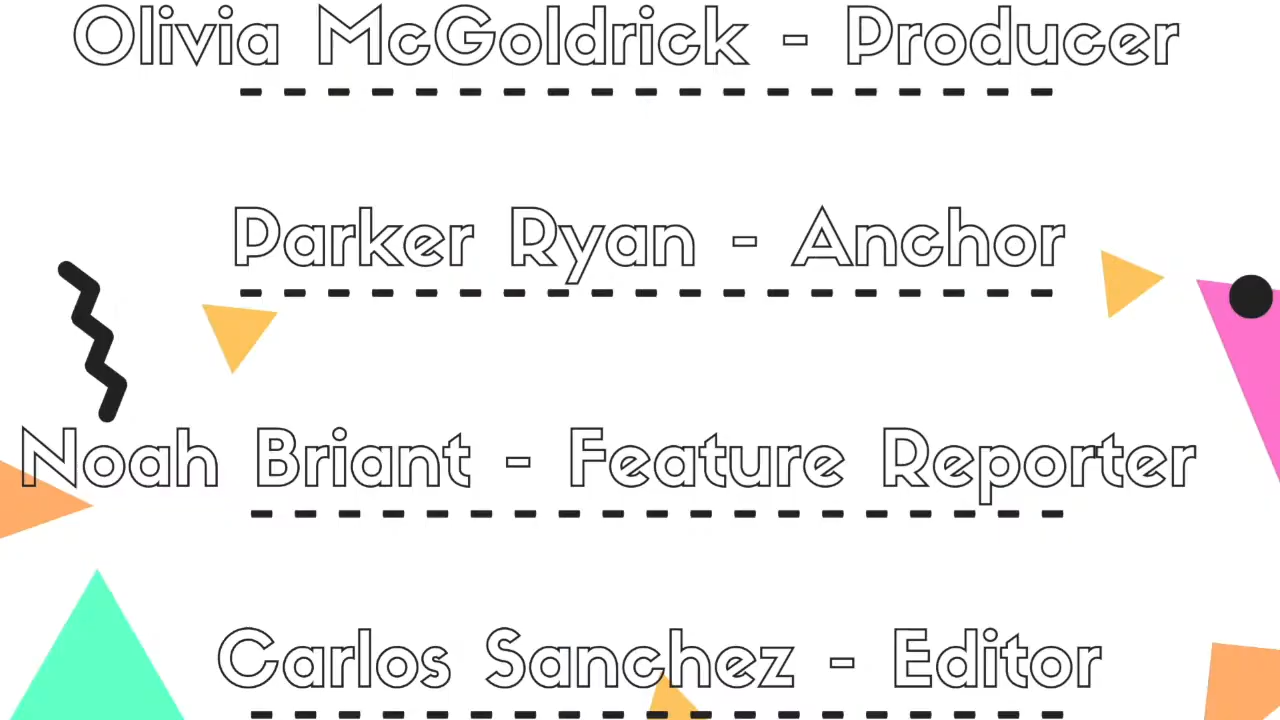 Olivia McGoldrick - Producer
Parker Ryan - Anchor
Noah Briant - Feature Reporter
Carlos Sanchez - Editor